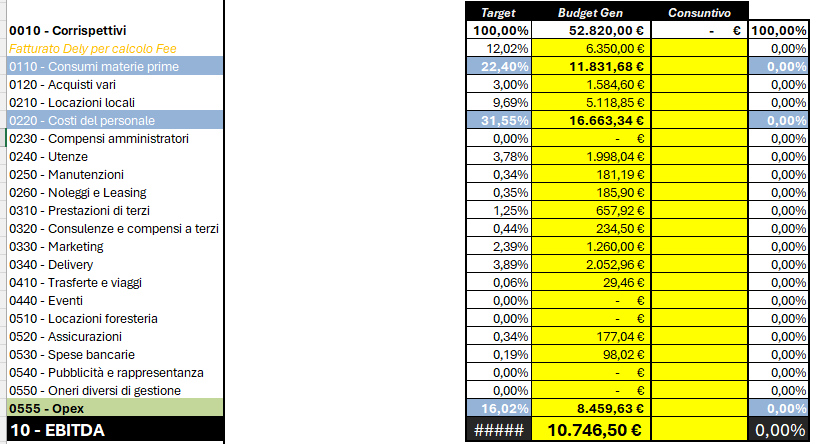 Target Budget Gen Consuntivo
0010 - Corrispettivi 100,00% 52.820,00 € - € 100,00%
Fatturato Dely per calcolo Fee 12,02% 6.350,00 € 0,00%
0110 - Consumi materie prime 22,40% 11.831,68 € 0,00%
0120 - Acquisti vari 3,00% 1.584,60 € 0,00%
0210 - Locazioni locali 9,69% 5.118,85 € 0,00%
0220 - Costi del personale 31,55% 16.663,34 € 0,00%
0230 - Compensi amministratori 0,00% - € 0,00%
0240 - Utenze 3,78% 1.998,04 € 0,00%
0250 - Manutenzioni 0,34% 181,19 € 0,00%
0260 - Noleggi e Leasing 0,35% 185,90 € 0,00%
0310 - Prestazioni di terzi 1,25% 657,92 € 0,00%
0320 - Consulenze e compensi a terzi 0,44% 234,50 € 0,00%
0330 - Marketing 2,39% 1.260,00 € 0,00%
0340 - Delivery 3,89% 2.052,96 € 0,00%
0410 - Trasferte e viaggi 0,06% 29,46 € 0,00%
0440 - Eventi 0,00% - € 0,00%
0510 - Locazioni foresteria 0,00% - € 0,00%
0520 - Assicurazioni 0,34% 177,04 € 0,00%
0530 - Spese bancarie 0,19% 98,02 € 0,00%
0540 - Pubblicità e rappresentanza 0,00% - € 0,00%
0550 - Oneri diversi di gestione 0,00% - € 0,00%
0555 - Opex 16,02% 8.459,63 € 0,00%
10 - EBITDA ##### 10.746,50 € 0,00%